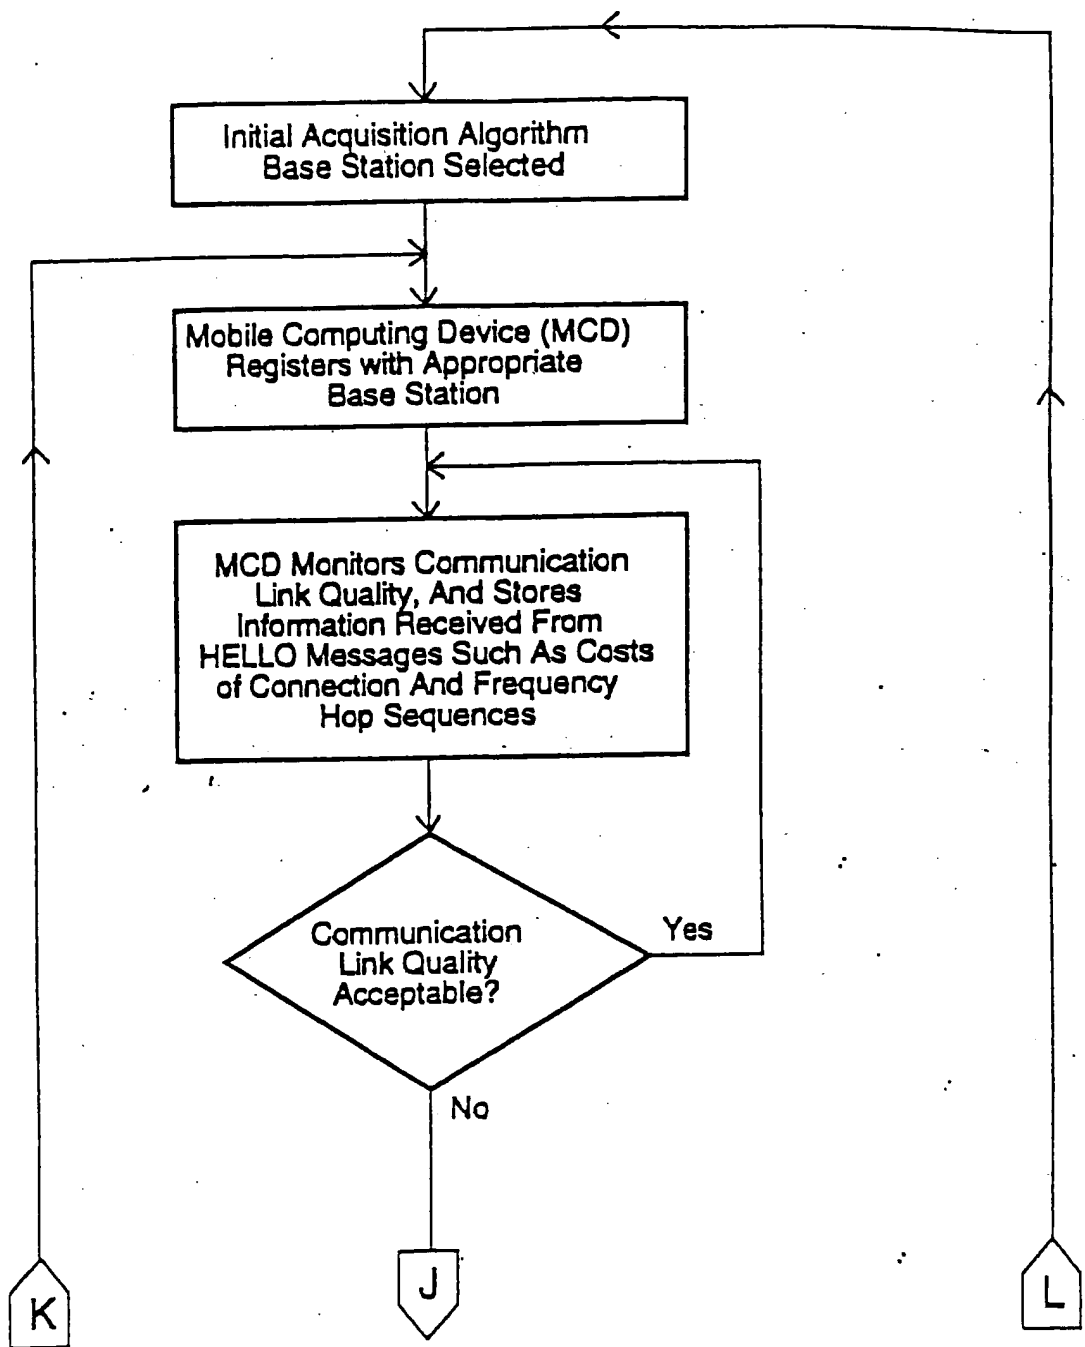 Initial Acquisition Algorithm
Base Station Selected
Mobile Computing Device (MCD)
Registers with Appropriate
Base Station
MCD Monitors Communication
Link Quality, And Stores
Information Received From
HELLO Messages Such As Costs
of Connection And Frequency
Hop Sequences
Communication
Link Quality
Acceptable?
Yes
No
K
J
L